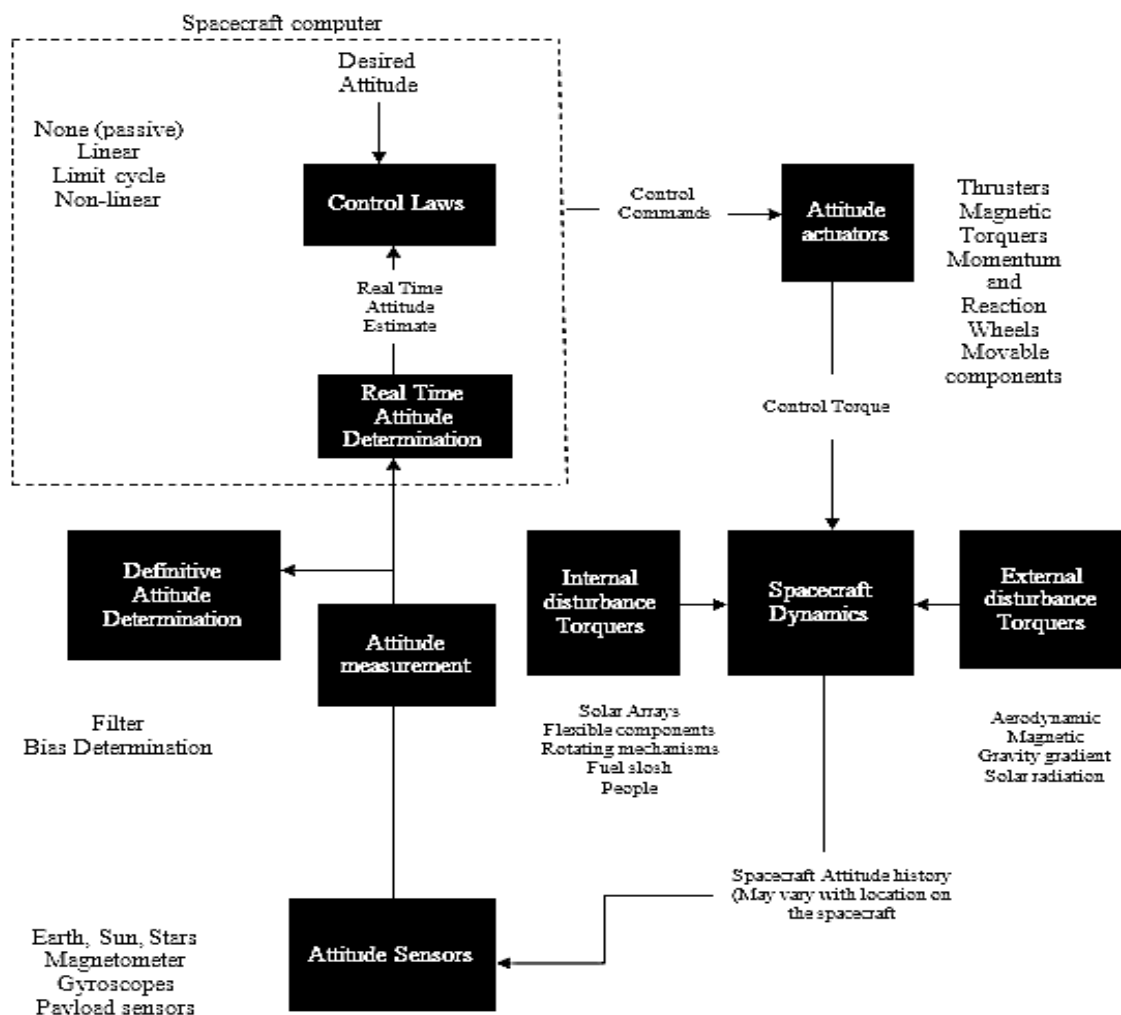 Spacecraft computer
Desired
Attitude
None (passive)
Linear
Limit cycle
Non-linear
Control Laws
Control
Commands
Attitude
actuators
Thrusters
Magnetic
Torquers
Momentum
and
Reaction
Wheels
Movable
components
Real Time
Attitude
Estimate
Real Time
Attitude
Determination
Control Torque
Definitive
Attitude
Determination
Attitude
measurement
Internal
disturbance
Torquers
Spacecraft
Dynamics
External
disturbance
Torquers
Filter
Bias Determination
Solar Arrays
Flexible components
Rotating mechanisms
Fuel slosh
People
Aerodynamic
Magnetic
Gravity gradient
Solar radiation
Spacecraft Attitude history
(May vary with location on
the spacecraft
Earth, Sun, Stars
Magnetometer
Gyroscopes
Payload sensors
Attitude Sensors